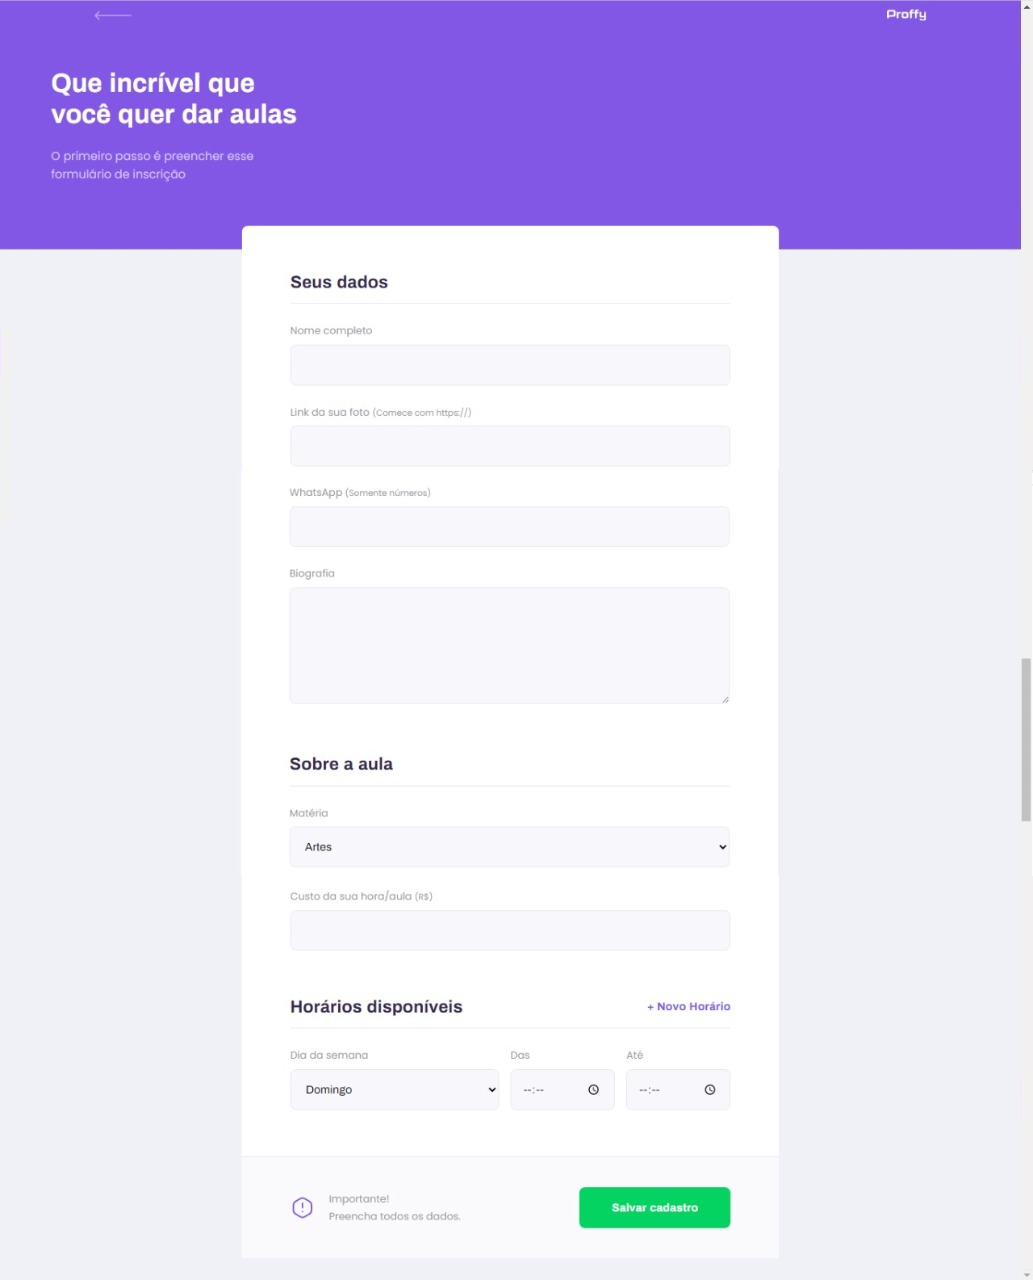 Proffy
Que incrível que
você quer dar aulas
O primeiro passo é preencher esse
formulário de inscrição
Seus dados
Nome completo
Link da sua foto (Comece com https://)
WhatsApp (Somente números)
Biografia
Sobre a aula
Matéria
Artes
Custo da sua hora/aula (R$)
Horários disponíveis
+ Novo Horário
Dia da semana
Das
Até
Domingo
--:--
--:--
Importante!
Preencha todos os dados.
Salvar cadastro